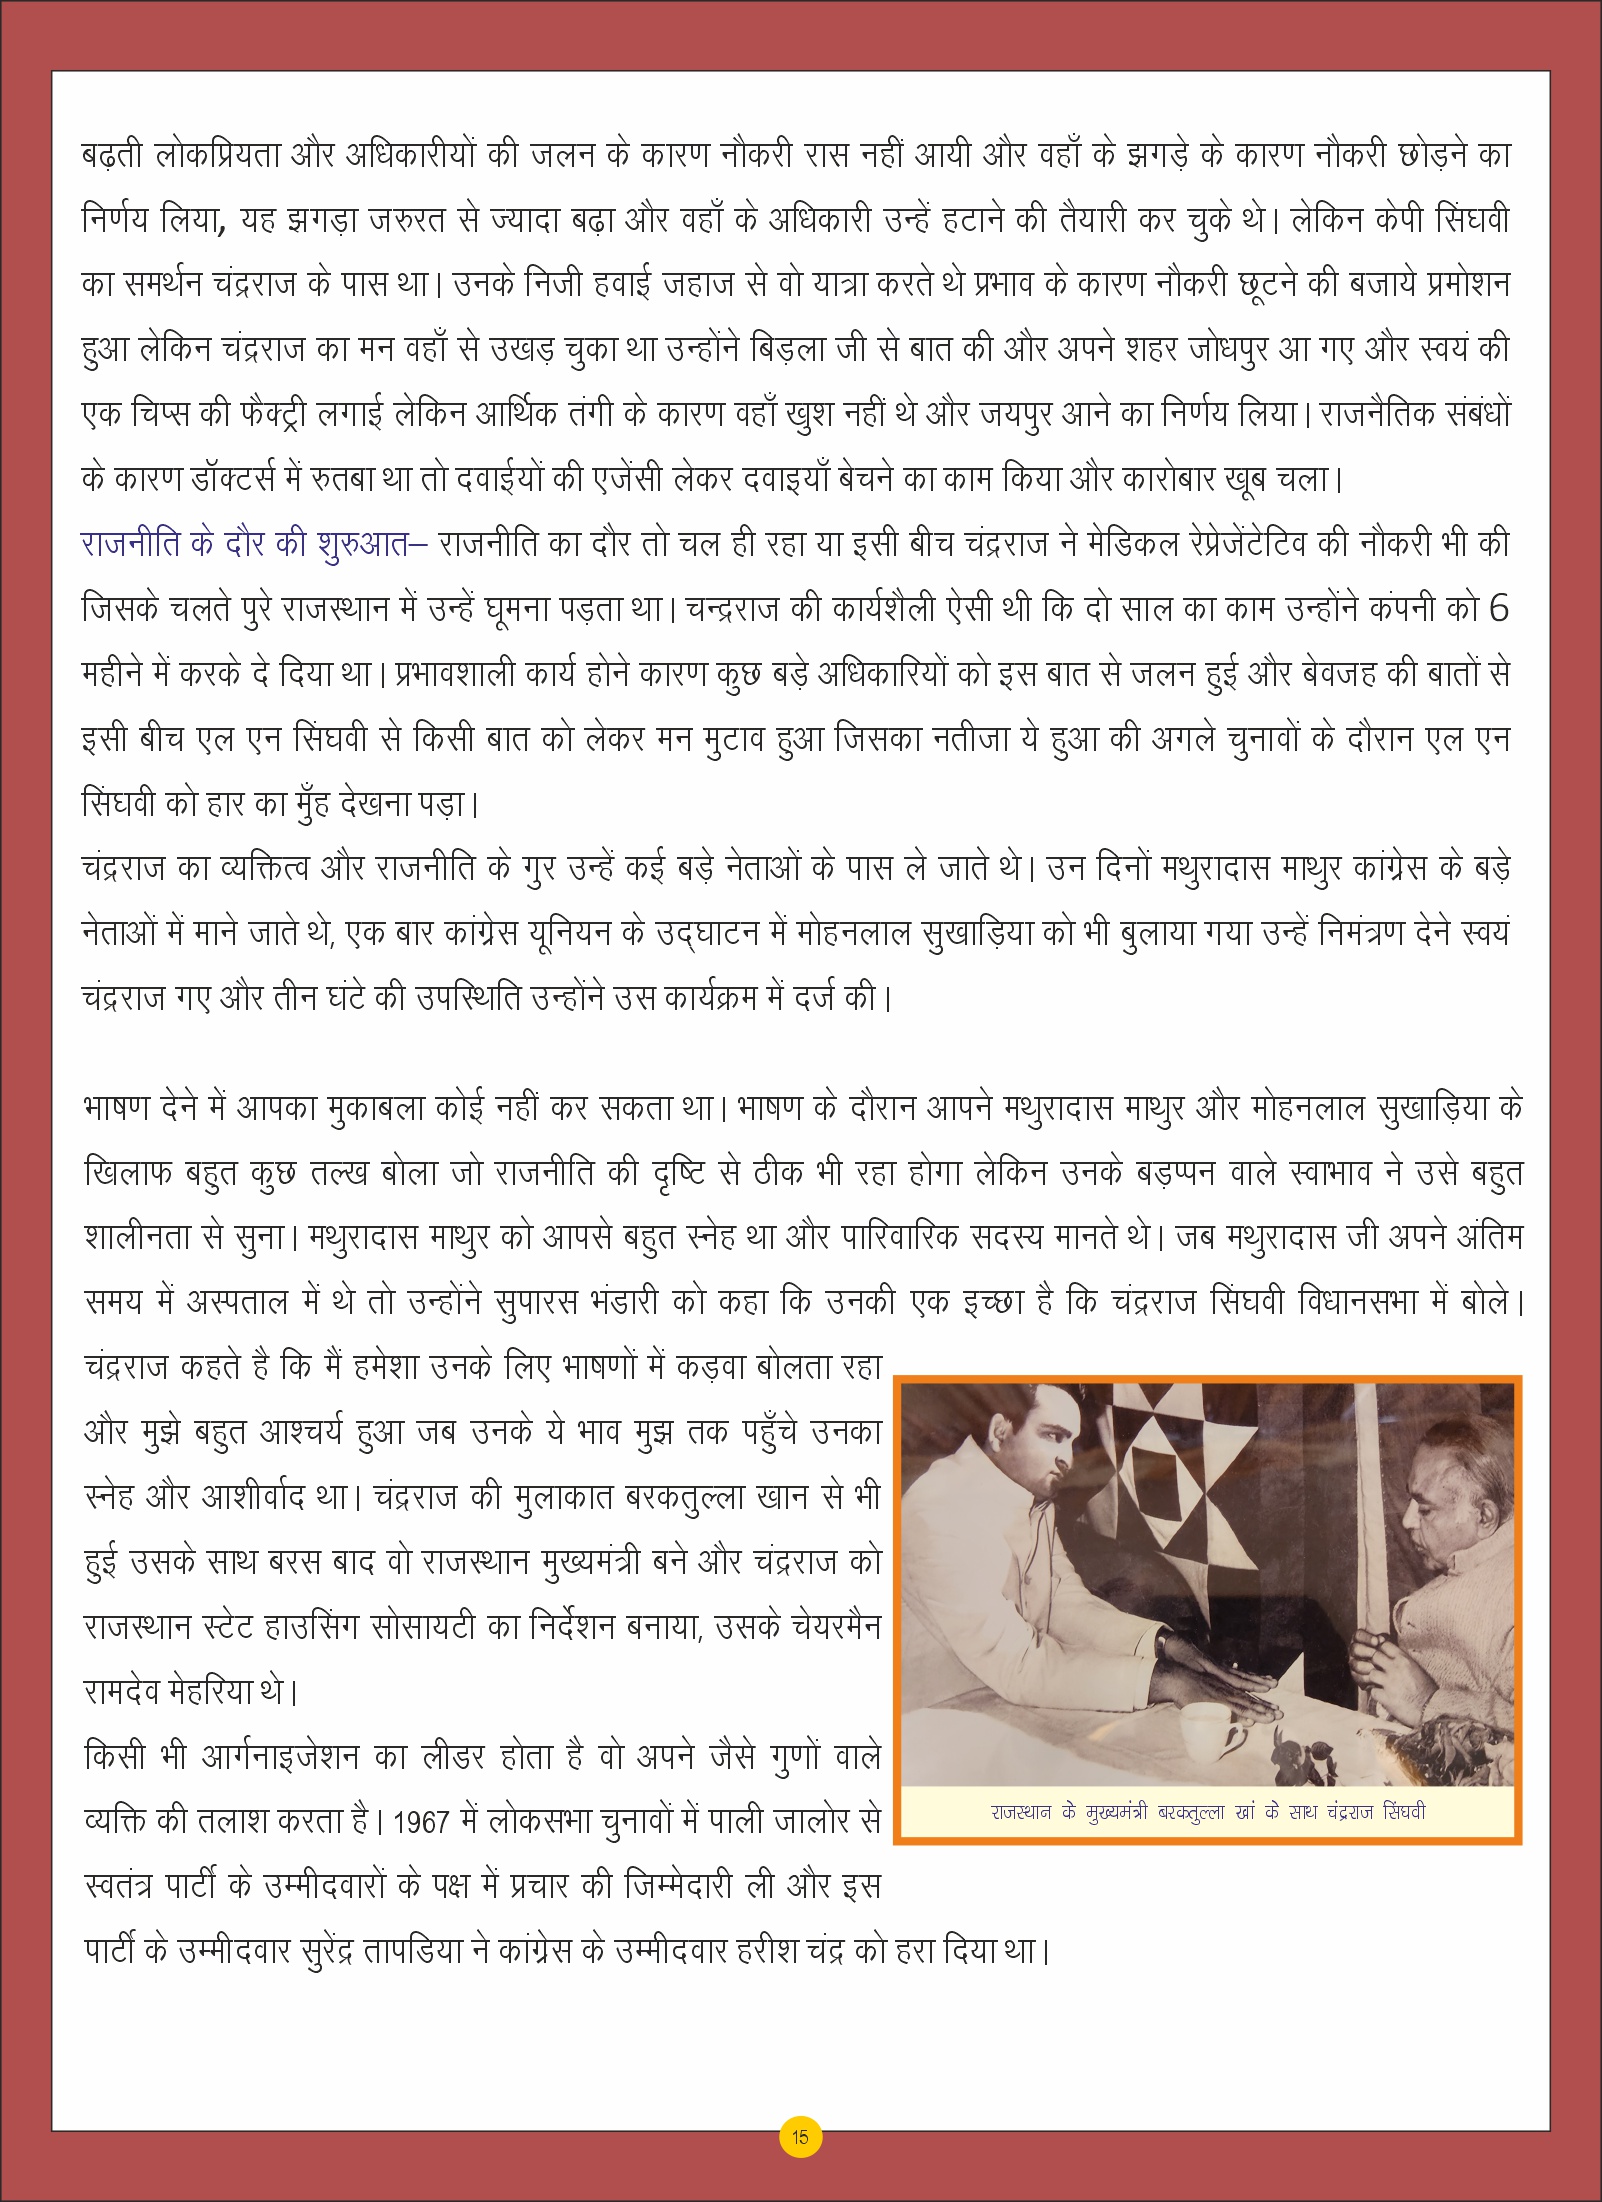 बढ़ती लोकप्रियता और अधिकारीयों की जलन के कारण नौकरी रास नहीं आयी और वहाँ के झगड़े के कारण नौकरी छोड़ने का
निर्णय लिया, यह झगड़ा जरुरत से ज्यादा बढ़ा और वहाँ के अधिकारी उन्हें हटाने की तैयारी कर चुके थे। लेकिन केपी सिंघवी
का समर्थन चंद्रराज के पास था। उनके निजी हवाई जहाज से वो यात्रा करते थे प्रभाव के कारण नौकरी छूटने की बजाये प्रमोशन
हुआ लेकिन चंद्रराज का मन वहाँ से उखड़ चुका था उन्होंने बिड़ला जी से बात की और अपने शहर जोधपुर आ गए और स्वयं की
एक चिप्स की फैक्ट्री लगाई लेकिन आर्थिक तंगी के कारण वहाँ खुश नहीं थे और जयपुर आने का निर्णय लिया। राजनैतिक संबंधों
के कारण डॉक्टर्स में रुतबा था तो दवाईयों की एजेंसी लेकर दवाइयाँ बेचने का काम किया और कारोबार खूब चला।
राजनीति के दौर की शुरुआत– राजनीति का दौर तो चल ही रहा या इसी बीच चंद्रराज ने मेडिकल रेप्रेजेंटेटिव की नौकरी भी की
जिसके चलते पुरे राजस्थान में उन्हें घूमना पड़ता था। चन्द्रराज की कार्यशैली ऐसी थी कि दो साल का काम उन्होंने कंपनी को 6
महीने में करके दे दिया था। प्रभावशाली कार्य होने कारण कुछ बड़े अधिकारियों को इस बात से जलन हुई और बेवजह की बातों से
इसी बीच एल एन सिंघवी से किसी बात को लेकर मन मुटाव हुआ जिसका नतीजा ये हुआ की अगले चुनावों के दौरान एल एन
सिंघवी को हार का मुँह देखना पड़ा।
चंद्रराज का व्यक्तित्व और राजनीति के गुर उन्हें कई बड़े नेताओं के पास ले जाते थे। उन दिनों मथुरादास माथुर कांग्रेस के बड़े
नेताओं में माने जाते थे, एक बार कांग्रेस यूनियन के उद्घाटन में मोहनलाल सुखाड़िया को भी बुलाया गया उन्हें निमंत्रण देने स्वयं
चंद्रराज गए और तीन घंटे की उपस्थिति उन्होंने उस कार्यक्रम में दर्ज की।
भाषण देने में आपका मुकाबला कोई नहीं कर सकता था। भाषण के दौरान आपने मथुरादास माथुर और मोहनलाल सुखाड़िया के
खिलाफ बहुत कुछ तल्ख बोला जो राजनीति की दृष्टि से ठीक भी रहा होगा लेकिन उनके बड़प्पन वाले स्वाभाव ने उसे बहुत
शालीनता से सुना। मथुरादास माथुर को आपसे बहुत स्नेह था और पारिवारिक सदस्य मानते थे। जब मथुरादास जी अपने अंतिम
समय में अस्पताल में थे तो उन्होंने सुपारस भंडारी को कहा कि उनकी एक इच्छा है कि चंद्रराज सिंघवी विधानसभा में बोले।
चंद्रराज कहते है कि मैं हमेशा उनके लिए भाषणों में कड़वा बोलता रहा
और मुझे बहुत आश्चर्य हुआ जब उनके ये भाव मुझ तक पहुँचे उनका
स्नेह और आशीर्वाद था। चंद्रराज की मुलाकात बरकतुल्ला खान से भी
हुई उसके साथ बरस बाद वो राजस्थान मुख्यमंत्री बने और चंद्रराज को
राजस्थान स्टेट हाउसिंग सोसायटी का निर्देशन बनाया, उसके चेयरमैन
रामदेव मेहरिया थे।
किसी भी आर्गनाइजेशन का लीडर होता है वो अपने जैसे गुणों वाले
व्यक्ति की तलाश करता है। 1967 में लोकसभा चुनावों में पाली जालोर से
स्वतंत्र पार्टी के उम्मीदवारों के पक्ष में प्रचार की जिम्मेदारी ली और इस
पार्टी के उम्मीदवार सुरेंद्र तापडिया ने कांग्रेस के उम्मीदवार हरीश चंद्र को हरा दिया था।
राजस्थान के मुख्यमंत्री बरकतुल्ला खां के साथ चंद्रराज सिंघवी
15